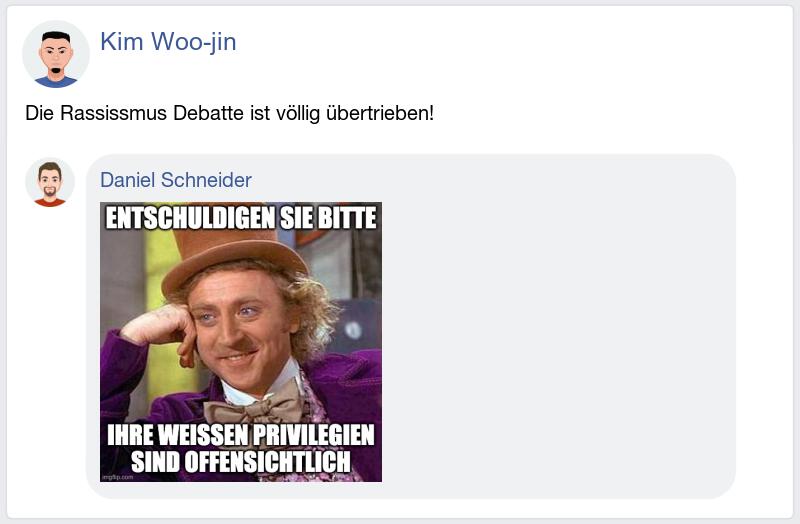 Kim Woo-jin
Die Rassissmus Debatte ist völlig übertrieben!
Daniel Schneider
ENTSCHULDIGEN SIE BITTE
IHRE WEISSEN PRIVILEGIEN
SIND OFFENSICHTLICH
imgflip.com